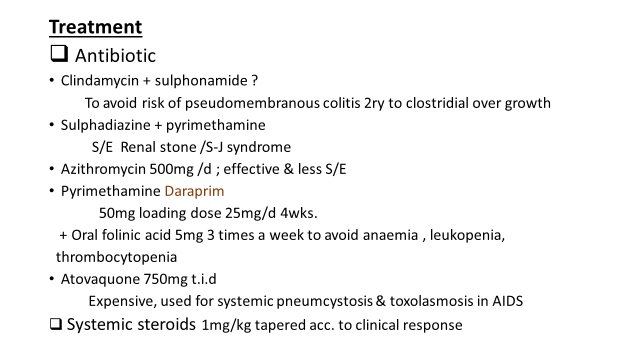 Treatment
❑ Antibiotic
• Clindamycin + sulphonamide ?
To avoid risk of pseudomembranous colitis 2ry to clostridial over growth
• Sulphadiazine + pyrimethamine
S/E Renal stone /S-J syndrome
• Azithromycin 500mg /d ; effective & less S/E
• Pyrimethamine Daraprim
50mg loading dose 25mg/d 4wks.
+ Oral folinic acid 5mg 3 times a week to avoid anaemia , leukopenia,
thrombocytopenia
• Atovaquone 750mg t.i.d
Expensive, used for systemic pneumcystosis & toxolasmosis in AIDS
❑ Systemic steroids 1mg/kg tapered acc. to clinical response